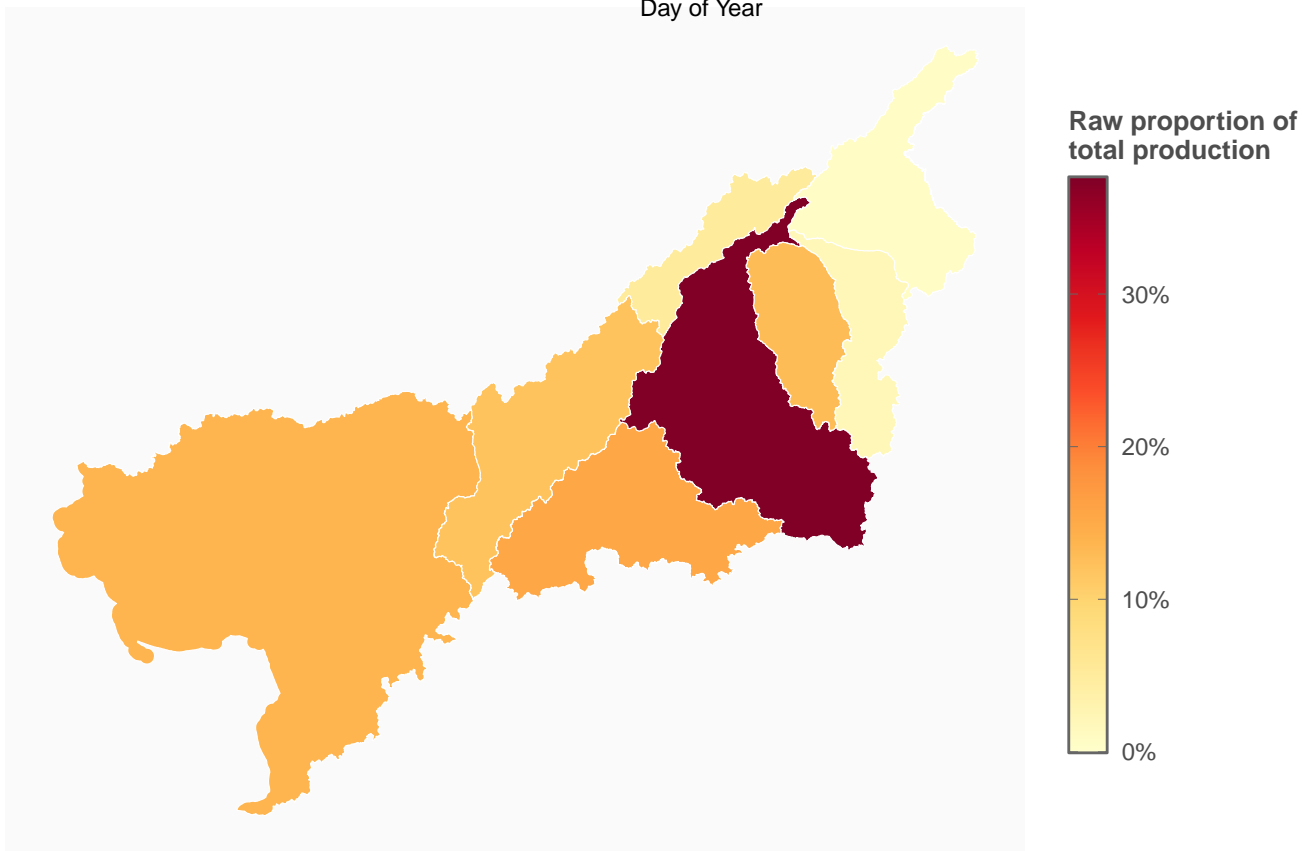 Day of Year
Raw proportion of
total production
30%
20%
10%
0%